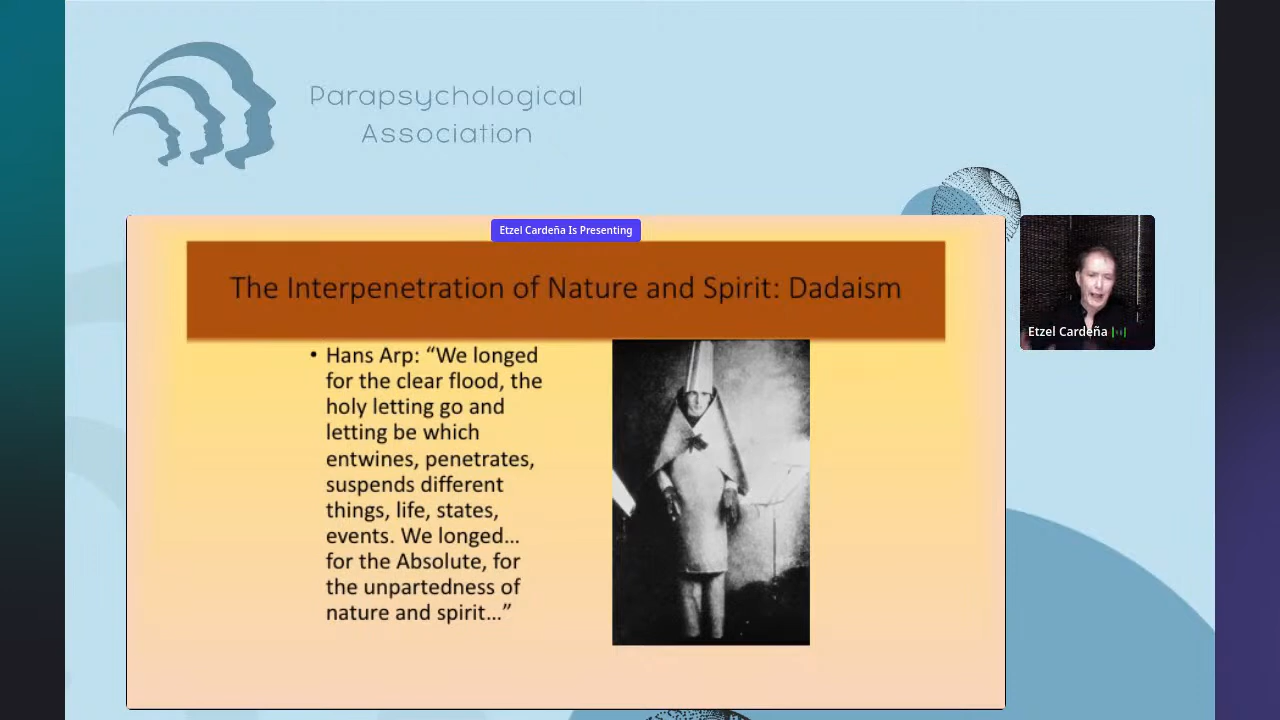 Parapsychological
Association
Etzel Cardeña Is Presenting
The Interpenetration of Nature and Spirit: Dadaism
• Hans Arp: “We longed
for the clear flood, the
holy letting go and
letting be which
entwines, penetrates,
suspends different
things, life, states,
events. We longed…
for the Absolute, for
the unpartedness of
nature and spirit…”
Etzel Cardeña